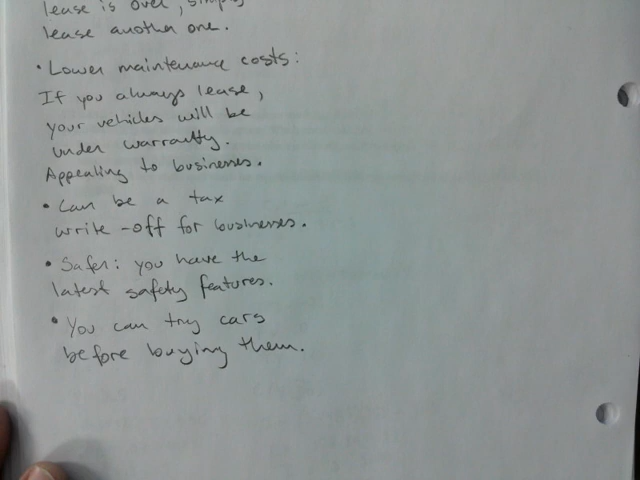 lease is over, simply
lease another one.
• Lower maintenance costs:
If you always lease,
your vehicles will be
under warranty.
Appealing to businesses.
• Can be a tax
write-off for businesses.
• Safer: you have the
latest safety features.
• You can try cars
before buying them.